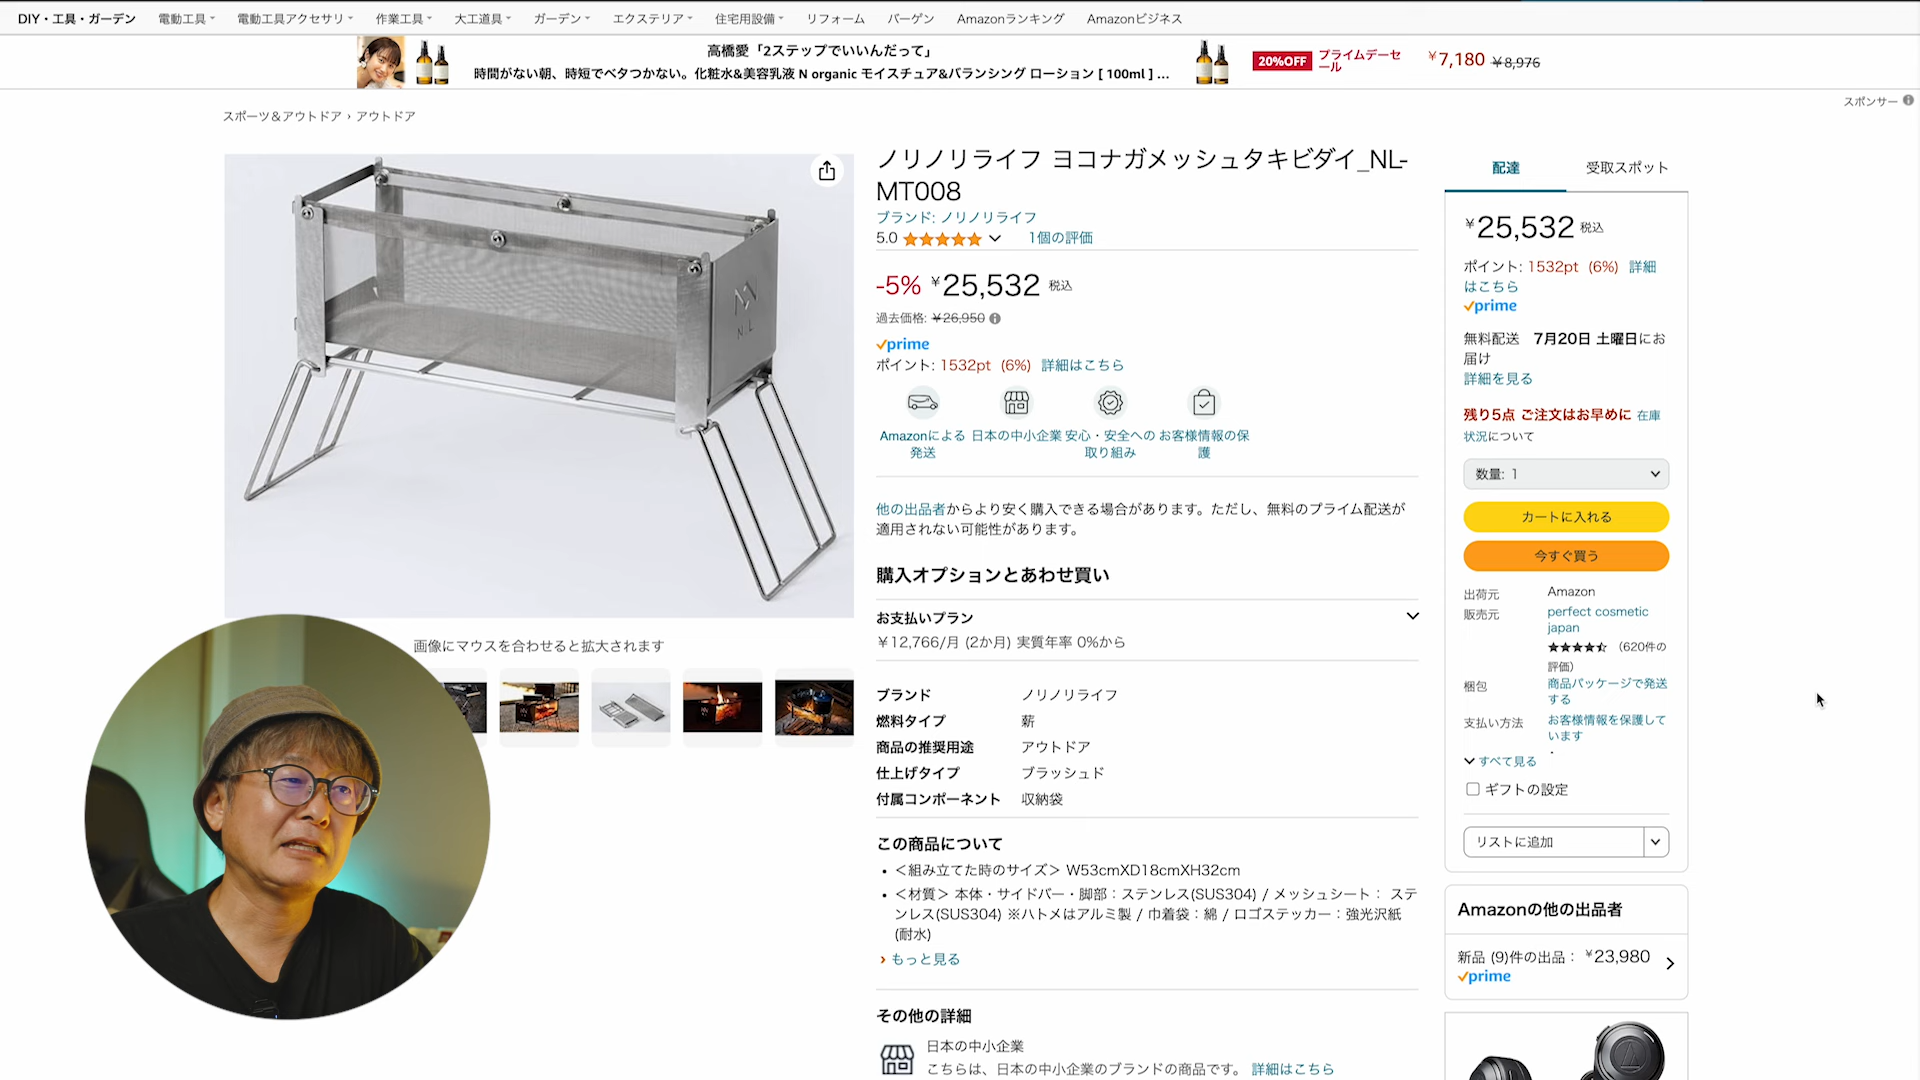 DIY・工具・ガーデン 電動工具 電動工具アクセサリ 作業工具 大工道具 ガーデン エクステリア 住宅用設備 リフォーム バーゲン Amazonランキング Amazonビジネス
高橋愛「2ステップでいいんだって」
時間がない朝、時短でベタつかない。化粧水&美容乳液 N organic モイスチュア&バランシング ローション [ 100ml ] ...
20%OFF プライムデーセール ¥7,180 ¥8,976
スポンサー
スポーツ&アウトドア › アウトドア
ノリノリライフ ヨコナガメッシュタキビダイ_NL-
MT008
ブランド: ノリノリライフ
5.0 1個の評価
-5% ¥25,532 税込
過去価格: ¥26,950
prime
ポイント: 1532pt (6%) 詳細はこちら
Amazonによる発送
日本の中小企業
安心・安全への取り組み
お客様情報の保護
他の出品者からより安く購入できる場合があります。ただし、無料のプライム配送が
適用されない可能性があります。
購入オプションとあわせ買い
お支払いプラン
¥12,766/月 (2か月) 実質年率 0%から
ブランド ノリノリライフ
燃料タイプ 薪
商品の推奨用途 アウトドア
仕上げタイプ ブラッシュド
付属コンポーネント 収納袋
この商品について
• <組み立てた時のサイズ> W53cmXD18cmXH32cm
• <材質> 本体・サイドバー・脚部:ステンレス(SUS304) / メッシュシート: ステ
ンレス(SUS304) ※ハトメはアルミ製 / 巾着袋:綿 / ロゴステッカー:強光沢紙
(耐水)
› もっと見る
その他の詳細
日本の中小企業
こちらは、日本の中小企業のブランドの商品です。 詳細はこちら
NL
画像にマウスを合わせると拡大されます
配達 受取スポット
¥25,532 税込
ポイント: 1532pt (6%) 詳細
はこちら
prime
無料配送 7月20日 土曜日にお
届け
詳細を見る
残り5点 ご注文はお早めに 在庫
状況について
数量: 1
カートに入れる
今すぐ買う
出荷元 Amazon
販売元 perfect cosmetic
japan
(620件の
評価)
梱包 商品パッケージで発送
する
支払い方法 お客様情報を保護して
います
すべて見る
ギフトの設定
リストに追加
Amazonの他の出品者
新品 (9)件の出品: ¥23,980
prime